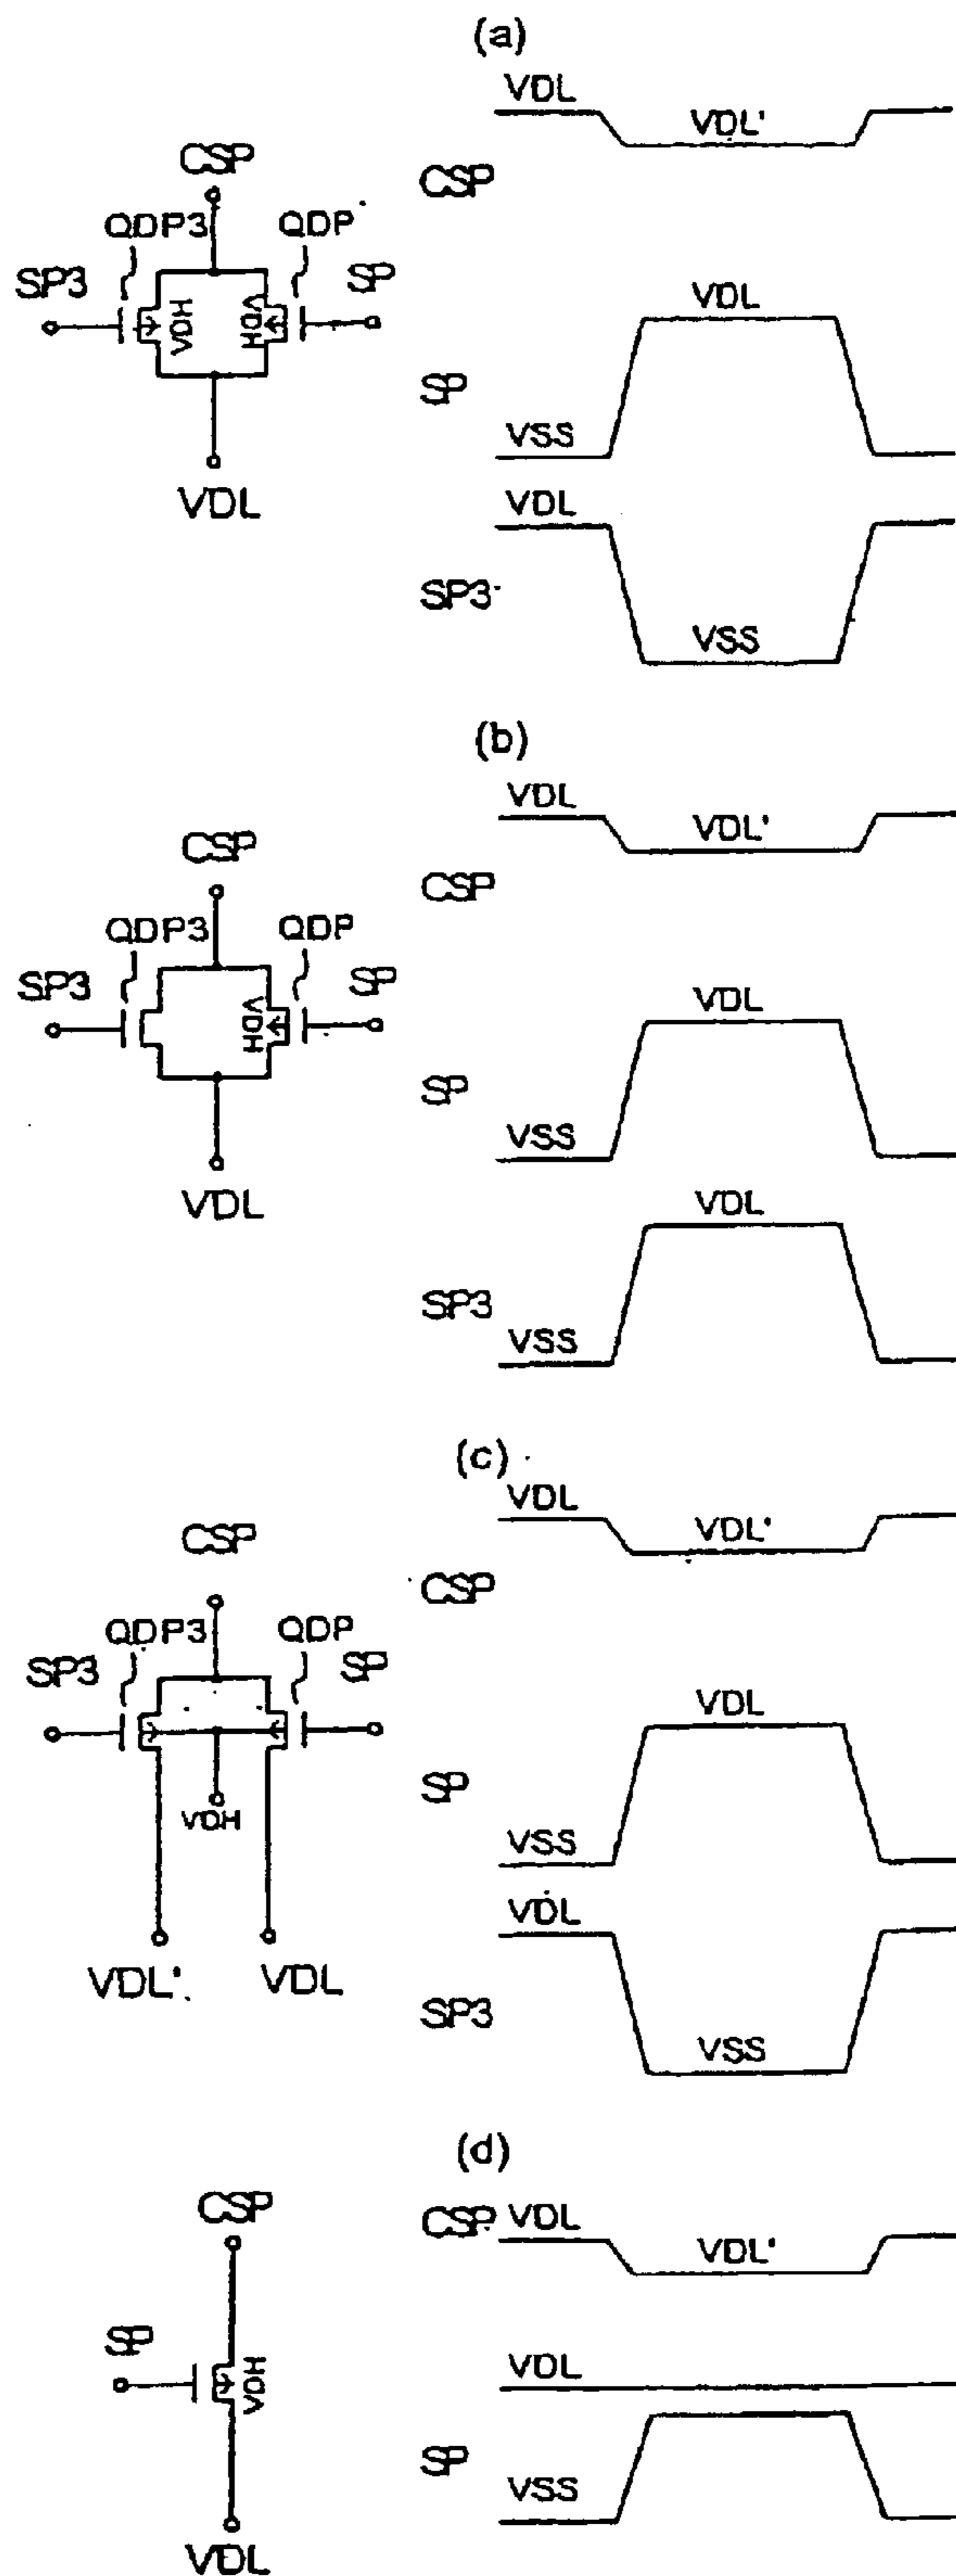 (a)
CSP
QDP3
QDP
SP3
VDH
VDH
SP
VDL
VDL
VDL'
CSP
VDL
SP
VSS
VDL
SP3
VSS
(b)
CSP
QDP3
QDP
SP3
VDH
SP
VDL
VDL
VDL'
CSP
VDL
SP
VSS
VDL
SP3
VSS
(c)
CSP
QDP3
QDP
SP3
SP
VDH
VDL'
VDL
VDL
VDL'
CSP
VDL
SP
VSS
VDL
SP3
VSS
(d)
CSP
SP
VDH
VDL
CSP
VDL
VDL'
VDL
SP
VSS